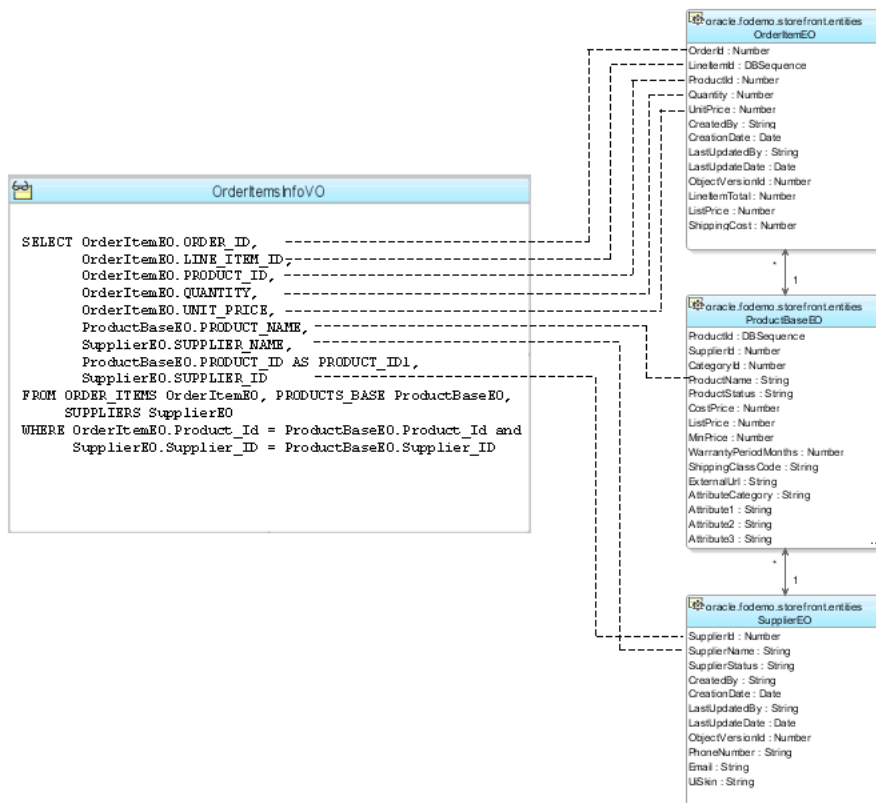 OrderItemsInfoVO
SELECT OrderItemEO.ORDER_ID,
OrderItemEO.LINE_ITEM_ID,
OrderItemEO.PRODUCT_ID,
OrderItemEO.QUANTITY,
OrderItemEO.UNIT_PRICE,
ProductBaseEO.PRODUCT_NAME,
SupplierEO.SUPPLIER_NAME,
ProductBaseEO.PRODUCT_ID AS PRODUCT_ID1,
SupplierEO.SUPPLIER_ID
FROM ORDER_ITEMS OrderItemEO, PRODUCTS_BASE ProductBaseEO,
SUPPLIERS SupplierEO
WHERE OrderItemEO.Product_Id = ProductBaseEO.Product_Id and
SupplierEO.Supplier_ID = ProductBaseEO.Supplier_ID
oracle.fodemo.storefront.entities
OrderItemEO
OrderId : Number
LineItemId : DBSequence
ProductId : Number
Quantity : Number
UnitPrice : Number
CreatedBy : String
CreationDate : Date
LastUpdatedBy : String
LastUpdateDate : Date
ObjectVersionId : Number
LineItemTotal : Number
ListPrice : Number
ShippingCost : Number
*
1
oracle.fodemo.storefront.entities
ProductBaseEO
ProductId : DBSequence
SupplierId : Number
CategoryId : Number
ProductName : String
ProductStatus : String
CostPrice : Number
ListPrice : Number
MinPrice : Number
WarrantyPeriodMonths : Number
ShippingClassCode : String
ExternalUrl : String
AttributeCategory : String
Attribute1 : String
Attribute2 : String
Attribute3 : String
...
*
1
oracle.fodemo.storefront.entities
SupplierEO
SupplierId : Number
SupplierName : String
SupplierStatus : String
CreatedBy : String
CreationDate : Date
LastUpdatedBy : String
LastUpdateDate : Date
ObjectVersionId : Number
PhoneNumber : String
Email : String
UiSkin : String